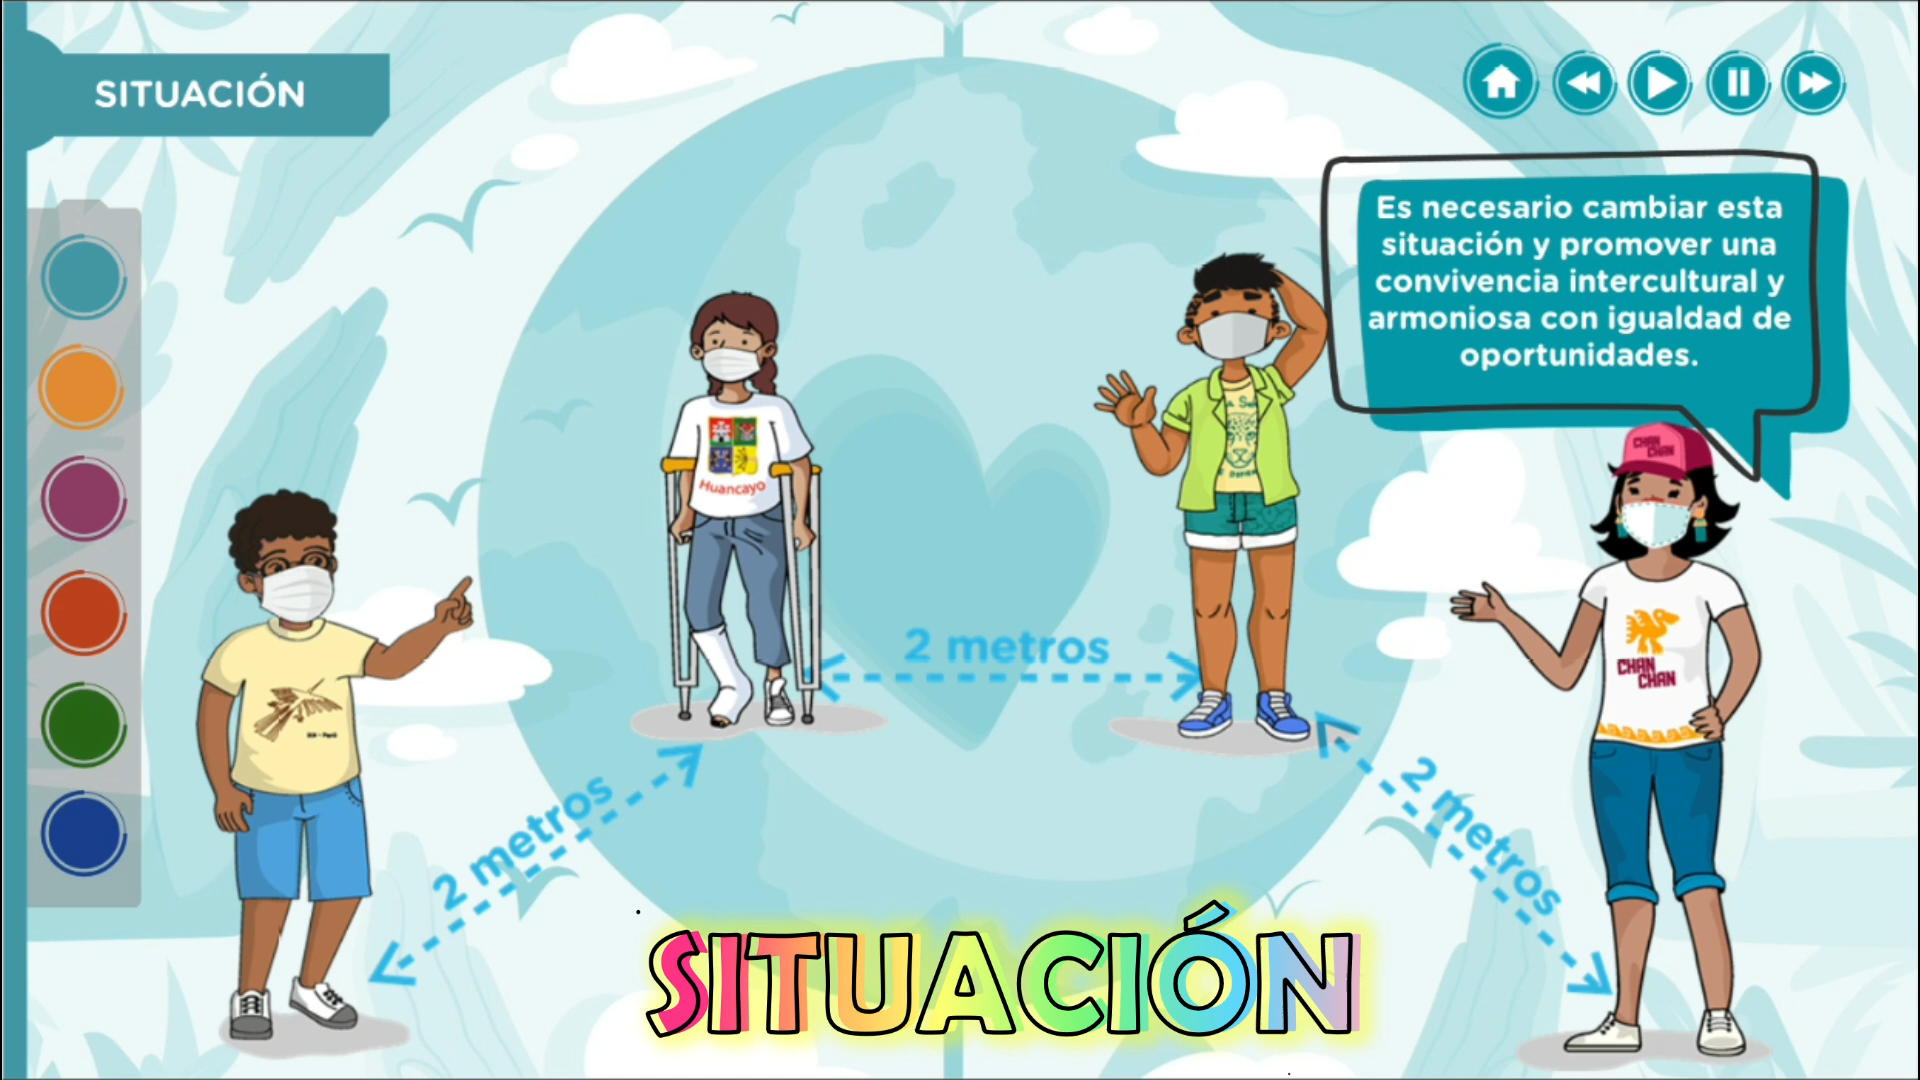 SITUACIÓN
Es necesario cambiar esta
situación y promover una
convivencia intercultural y
armoniosa con igualdad de
oportunidades.
CHAN
CHAN
Huancayo
2 metros
CHAN
CHAN
2 metros
2 metros
SITUACIÓN